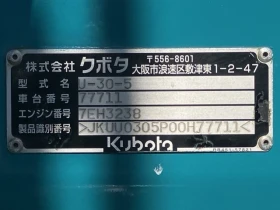 株式会社 クボタ 〒556-8601
大阪市浪速区敷津東1-2-47
型式名 U-30-5
車台番号 77711
エンジン番号 7EH3238
製品識別番号 >JKUU0305P00H77711<
Kubota